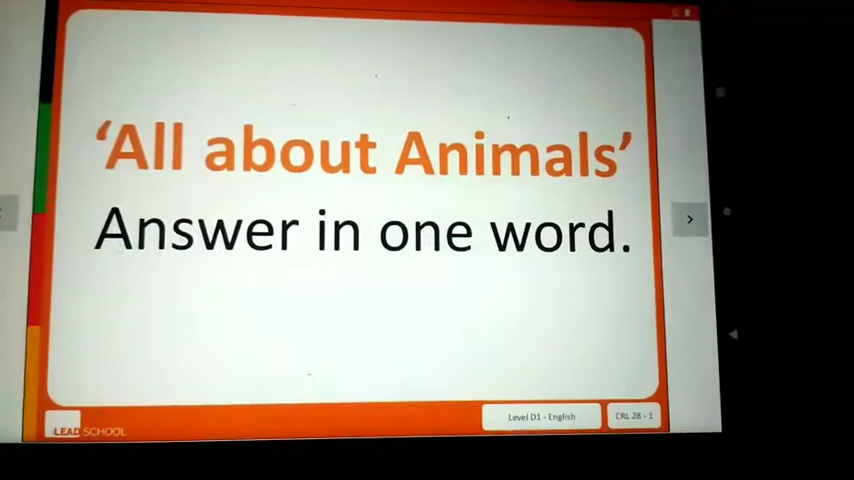 ‘All about Animals’
Answer in one word.
LEAD SCHOOL
Level D1 - English
CRL 28 - 1